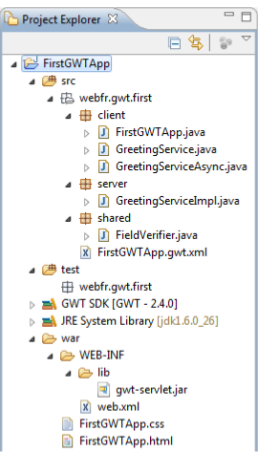 Project Explorer
FirstGWTApp
src
webfr.gwt.first
client
FirstGWTApp.java
GreetingService.java
GreetingServiceAsync.java
server
GreetingServiceImpl.java
shared
FieldVerifier.java
FirstGWTApp.gwt.xml
test
webfr.gwt.first
GWT SDK [GWT - 2.4.0]
JRE System Library [jdk1.6.0_26]
war
WEB-INF
lib
gwt-servlet.jar
web.xml
FirstGWTApp.css
FirstGWTApp.html